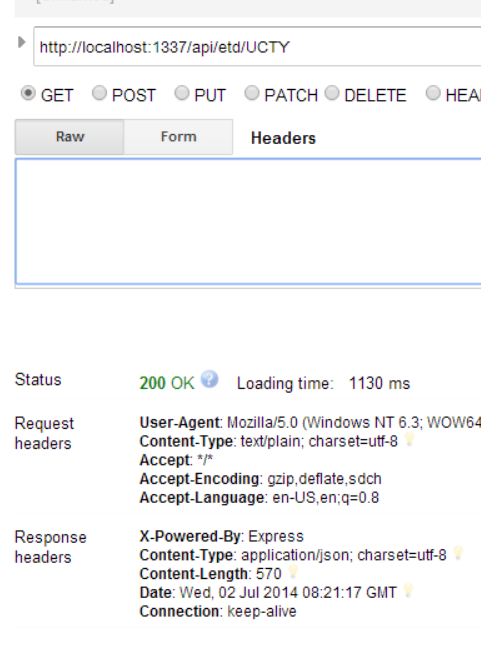 http://localhost:1337/api/etd/UCTY
GET POST PUT PATCH DELETE HEA
Raw Form Headers
Status 200 OK Loading time: 1130 ms
Request headers User-Agent: Mozilla/5.0 (Windows NT 6.3; WOW64
Content-Type: text/plain; charset=utf-8
Accept: */*
Accept-Encoding: gzip,deflate,sdch
Accept-Language: en-US,en;q=0.8
Response headers X-Powered-By: Express
Content-Type: application/json; charset=utf-8
Content-Length: 570
Date: Wed, 02 Jul 2014 08:21:17 GMT
Connection: keep-alive